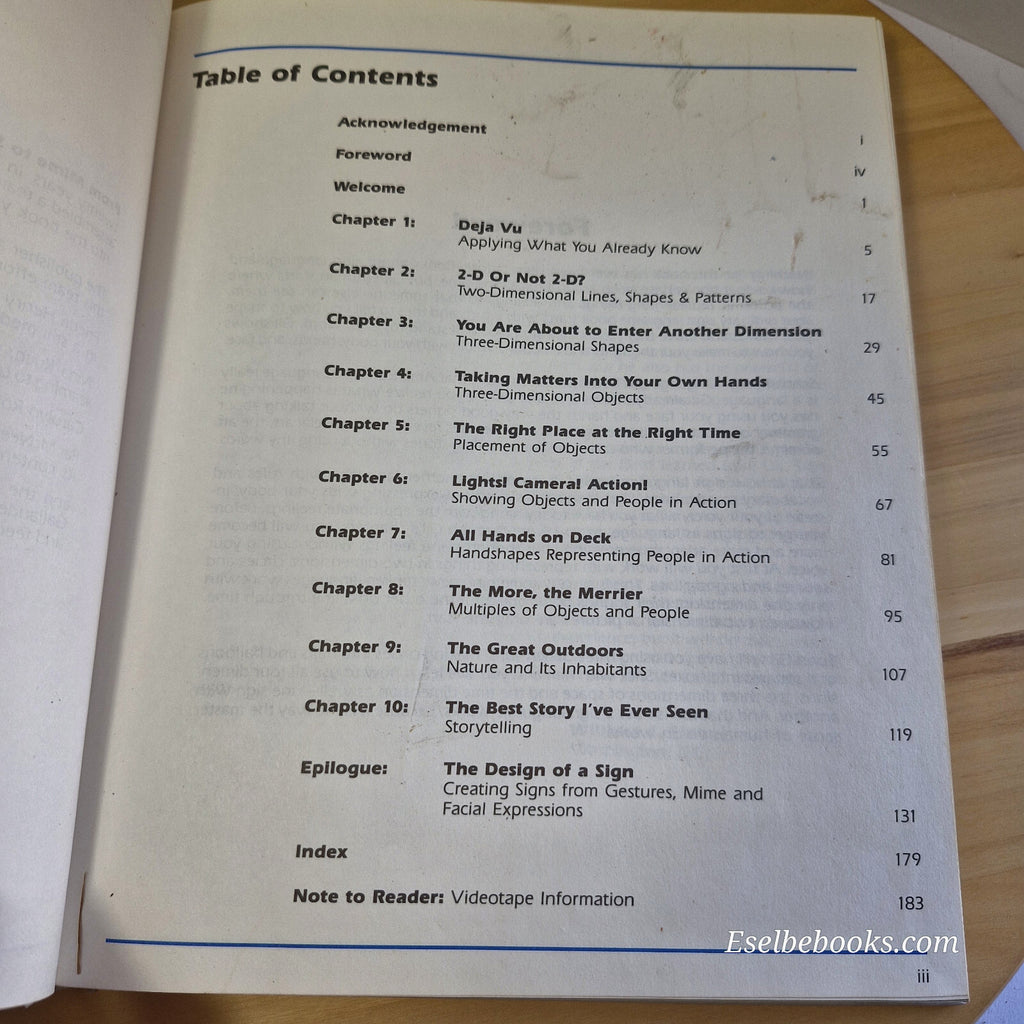 Table of Contents
Acknowledgement i
Foreword iv
Welcome 1
Chapter 1: Deja Vu
Applying What You Already Know 5
Chapter 2: 2-D Or Not 2-D?
Two-Dimensional Lines, Shapes & Patterns 17
Chapter 3: You Are About to Enter Another Dimension
Three-Dimensional Shapes 29
Chapter 4: Taking Matters Into Your Own Hands
Three-Dimensional Objects 45
Chapter 5: The Right Place at the Right Time
Placement of Objects 55
Chapter 6: Lights! Camera! Action!
Showing Objects and People in Action 67
Chapter 7: All Hands on Deck
Handshapes Representing People in Action 81
Chapter 8: The More, the Merrier
Multiples of Objects and People 95
Chapter 9: The Great Outdoors
Nature and Its Inhabitants 107
Chapter 10: The Best Story I've Ever Seen
Storytelling 119
Epilogue: The Design of a Sign
Creating Signs from Gestures, Mime and
Facial Expressions 131
Index 179
Note to Reader: Videotape Information 183
Eselbebooks.com
iii